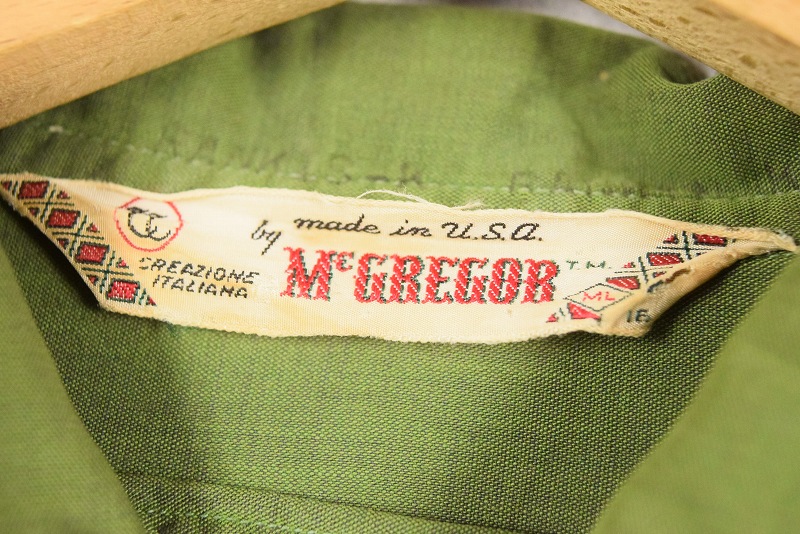 made in U.S.A.
by McGREGOR T.M.
CREAZIONE
ITALIANA
ML